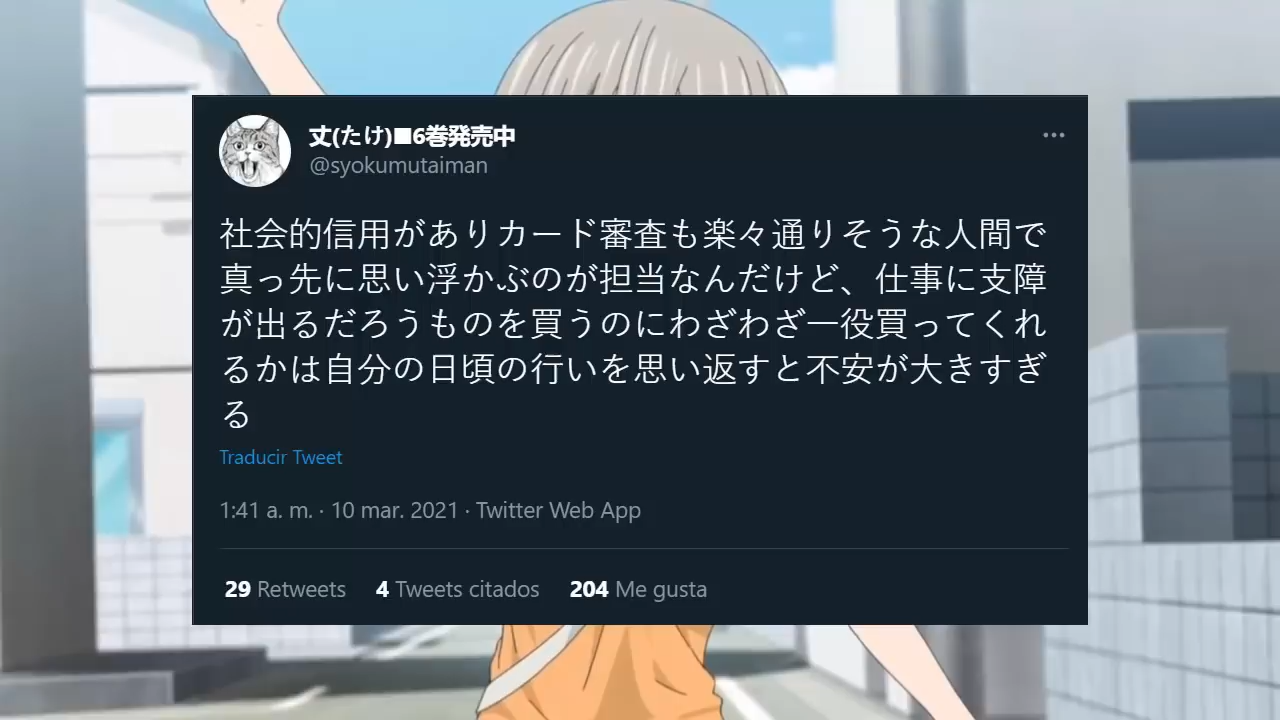 丈(たけ)■6巻発売中
@syokumutaiman
社会的信用がありカード審査も楽々通りそうな人間で
真っ先に思い浮かぶのが担当なんだけど、仕事に支障
が出るだろうものを買うのにわざわざ一役買ってくれ
るかは自分の日頃の行いを思い返すと不安が大きすぎ
る
Traducir Tweet
1:41 a. m. · 10 mar. 2021 · Twitter Web App
29 Retweets 4 Tweets citados 204 Me gusta